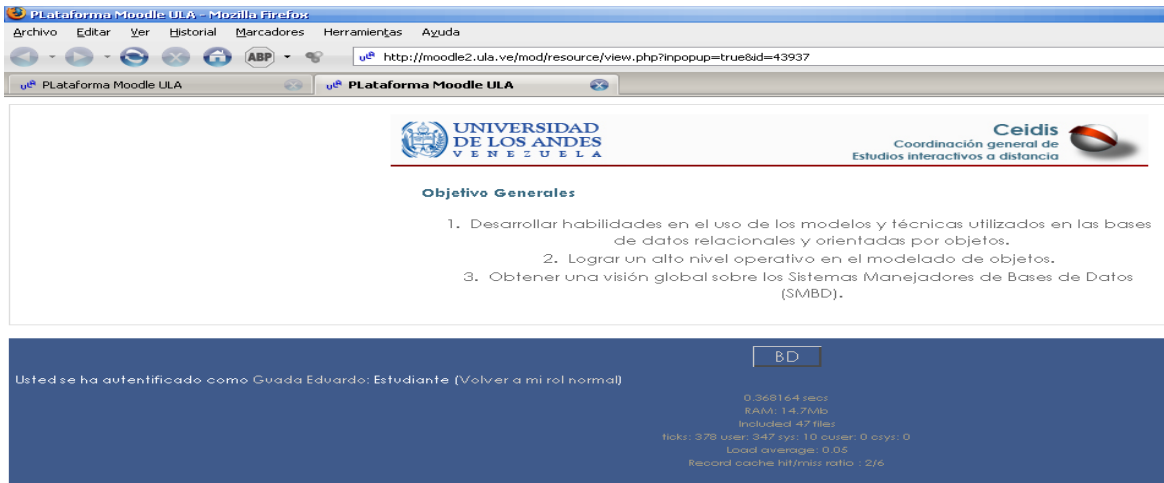 PLataforma Moodle ULA - Mozilla Firefox
Archivo Editar Ver Historial Marcadores Herramientas Ayuda
ABP
http://moodle2.ula.ve/mod/resource/view.php?inpopup=true&id=43937
PLataforma Moodle ULA PLataforma Moodle ULA
UNIVERSIDAD
DE LOS ANDES
VENEZUELA
Ceidis
Coordinación general de
Estudios interactivos a distancia
Objetivo Generales
1. Desarrollar habilidades en el uso de los modelos y técnicas utilizados en las bases
de datos relacionales y orientadas por objetos.
2. Lograr un alto nivel operativo en el modelado de objetos.
3. Obtener una visión global sobre los Sistemas Manejadores de Bases de Datos
(SMBD).
BD
Usted se ha autentificado como Guada Eduardo: Estudiante (Volver a mi rol normal)
0.368164 secs
RAM: 14.7Mb
Included 47 files
ticks: 378 user: 347 sys: 10 cuser: 0 csys: 0
Load average: 0.05
Record cache hit/miss ratio : 2/6